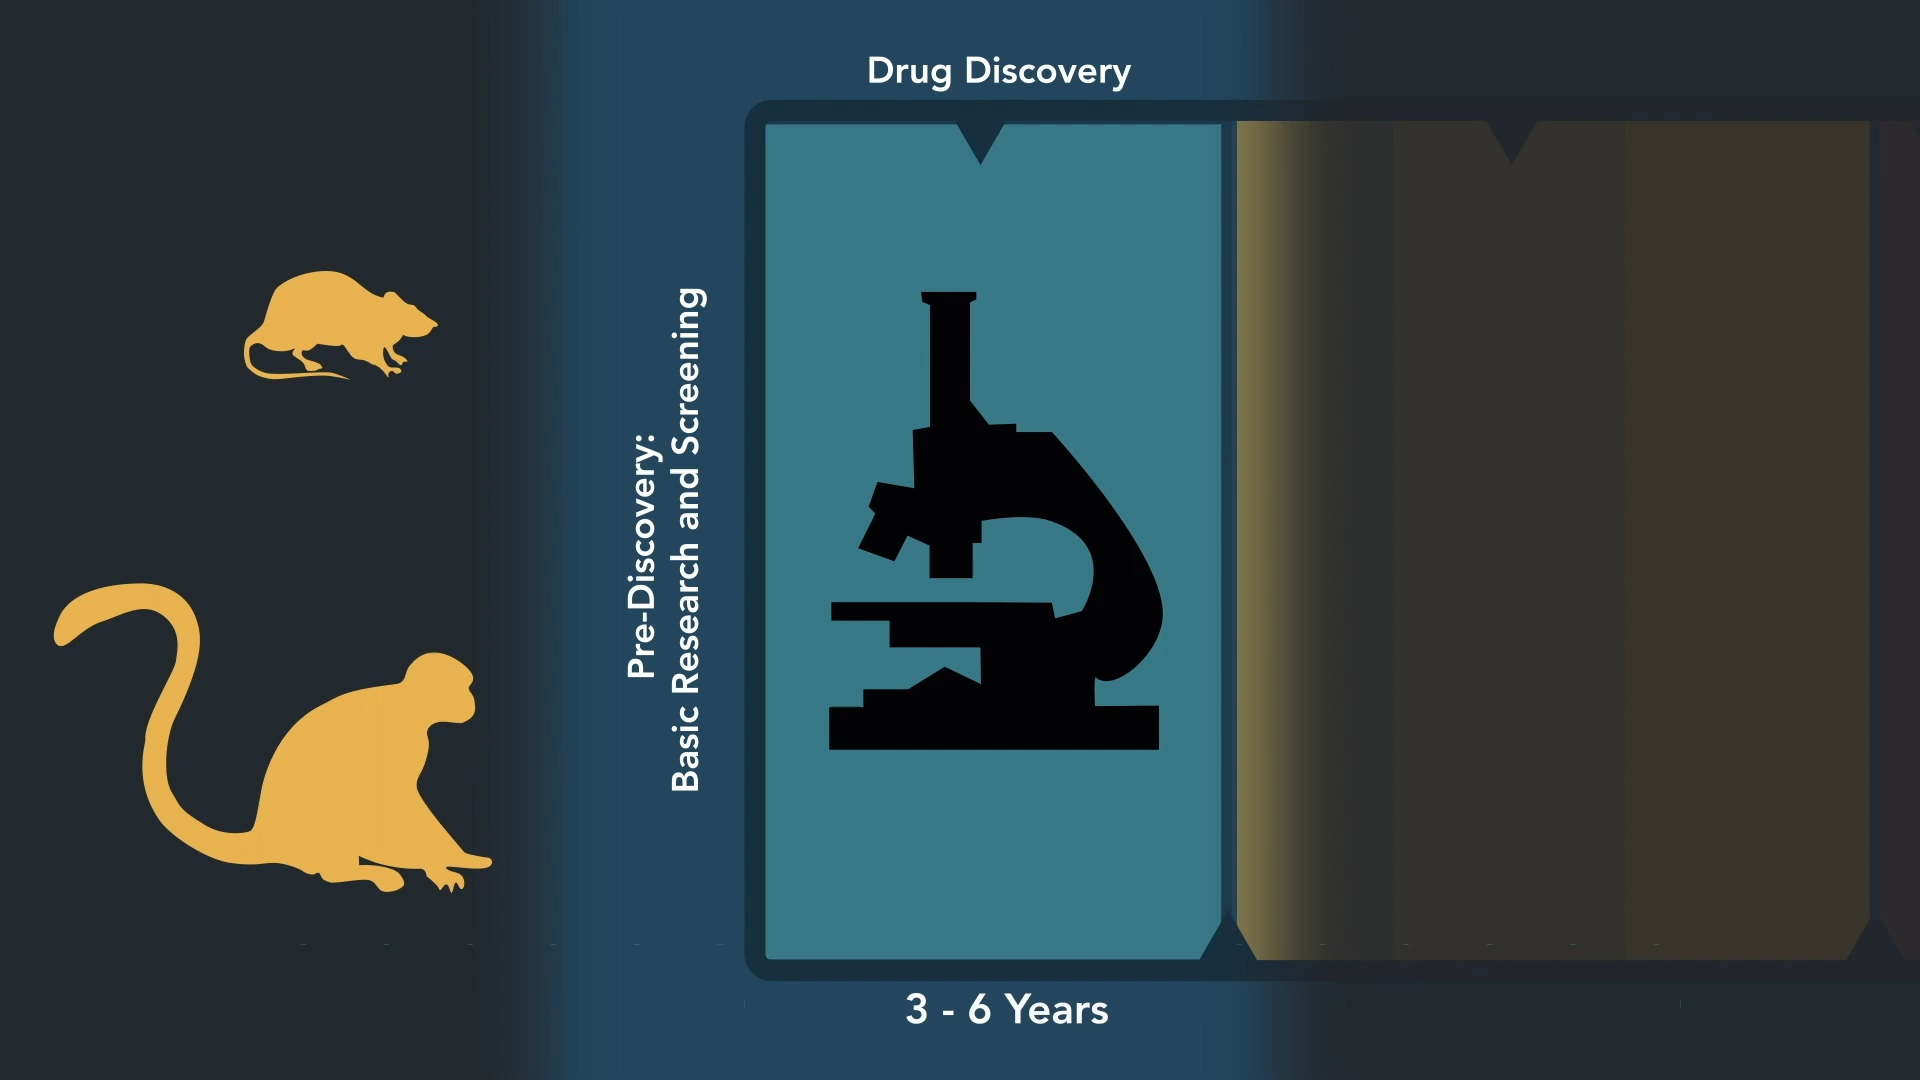 Drug Discovery
Pre-Discovery:
Basic Research and Screening
3 - 6 Years